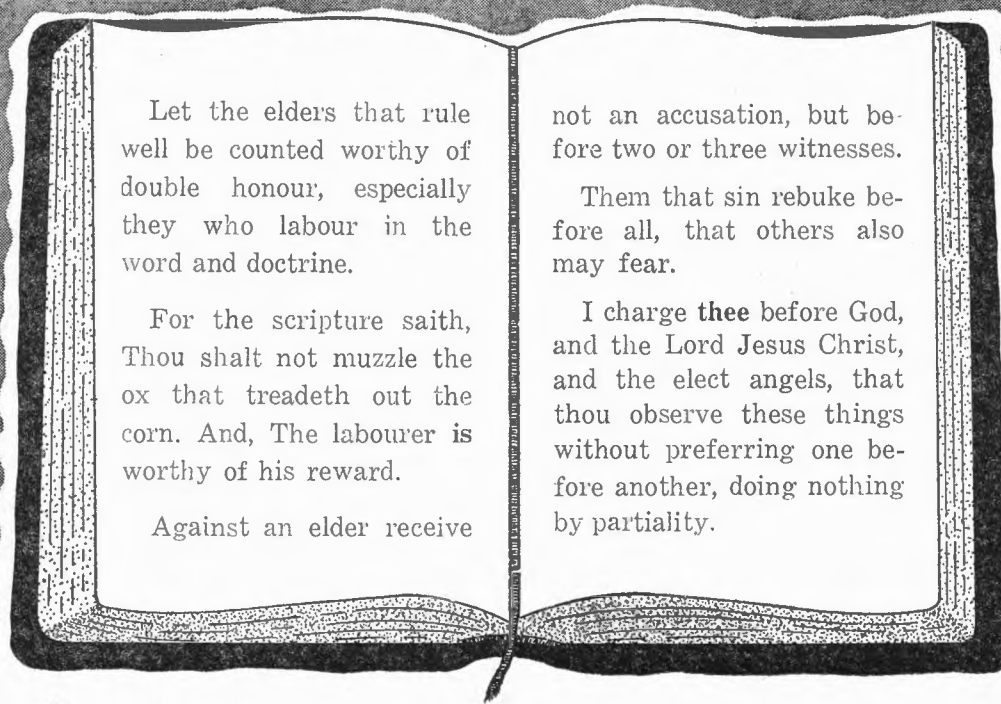 Let the elders that rule
well be counted worthy of
double honour, especially
they who labour in the
word and doctrine.
For the scripture saith,
Thou shalt not muzzle the
ox that treadeth out the
corn. And, The labourer is
worthy of his reward.
Against an elder receive
not an accusation, but be-
fore two or three witnesses.
Them that sin rebuke be-
fore all, that others also
may fear.
I charge thee before God,
and the Lord Jesus Christ,
and the elect angels, that
thou observe these things
without preferring one be-
fore another, doing nothing
by partiality.